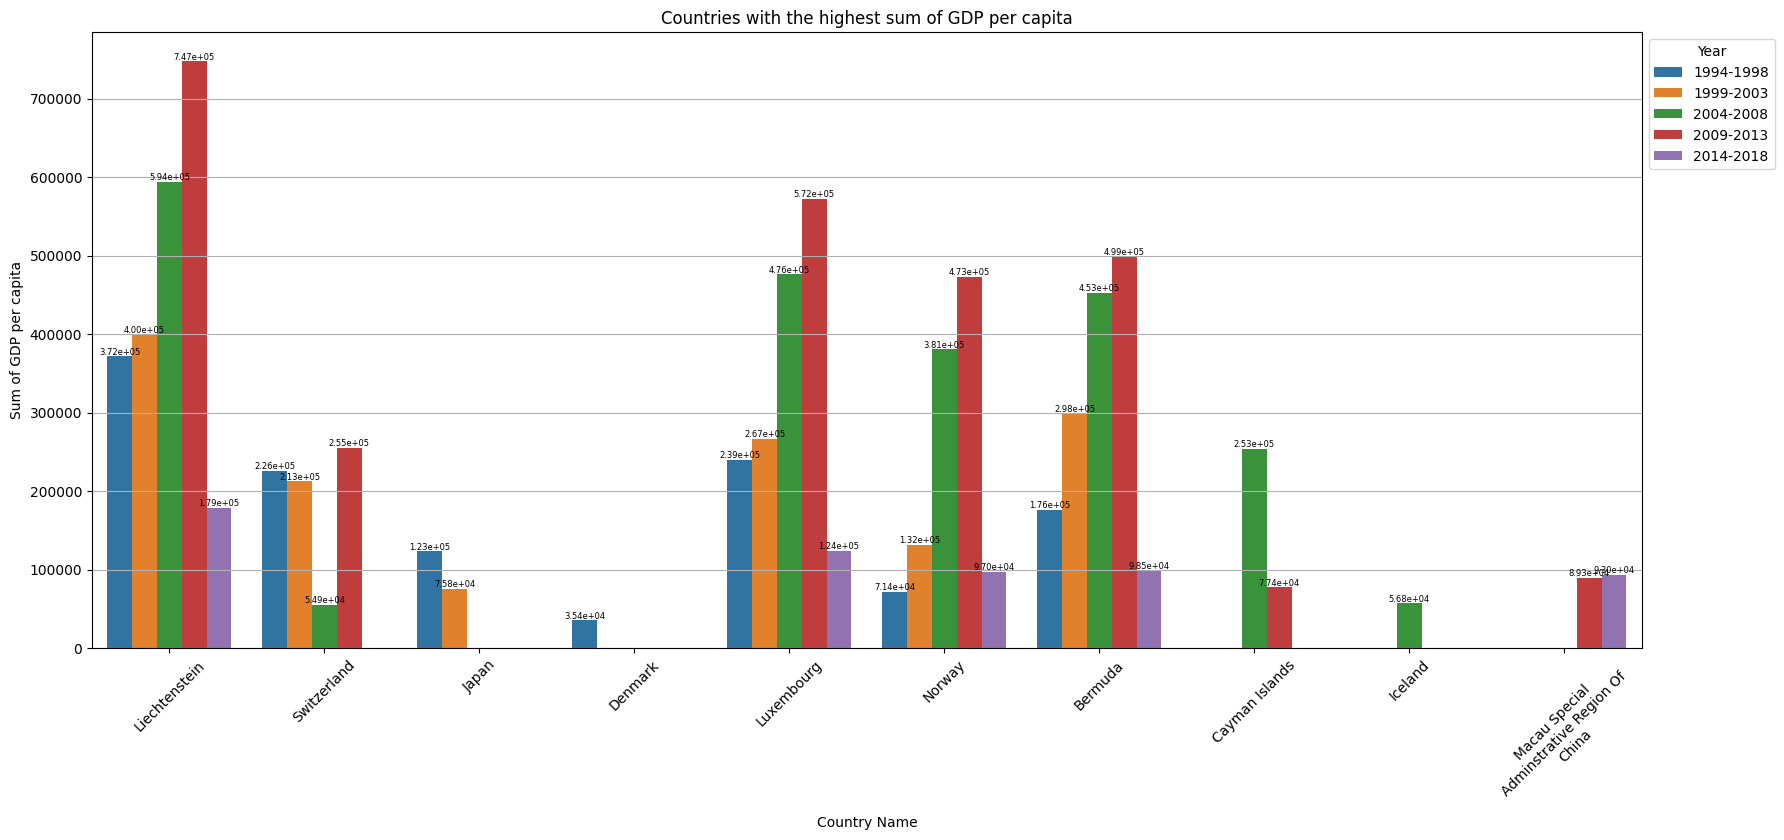 Countries with the highest sum of GDP per capita
Year
1994-1998
1999-2003
2004-2008
2009-2013
2014-2018
Sum of GDP per capita
700000
600000
500000
400000
300000
200000
100000
0
3.72e+05
4.00e+05
5.94e+05
7.47e+05
1.79e+05
2.26e+05
2.13e+05
5.49e+04
2.55e+05
1.23e+05
7.58e+04
3.54e+04
2.39e+05
2.67e+05
4.76e+05
5.72e+05
1.24e+05
7.14e+04
1.32e+05
3.81e+05
4.73e+05
9.70e+04
1.76e+05
2.98e+05
4.53e+05
4.99e+05
9.85e+04
2.53e+05
7.74e+04
5.68e+04
8.93e+04
9.30e+04
Liechtenstein
Switzerland
Japan
Denmark
Luxembourg
Norway
Bermuda
Cayman Islands
Iceland
Macau Special
Adminstrative Region Of
China
Country Name